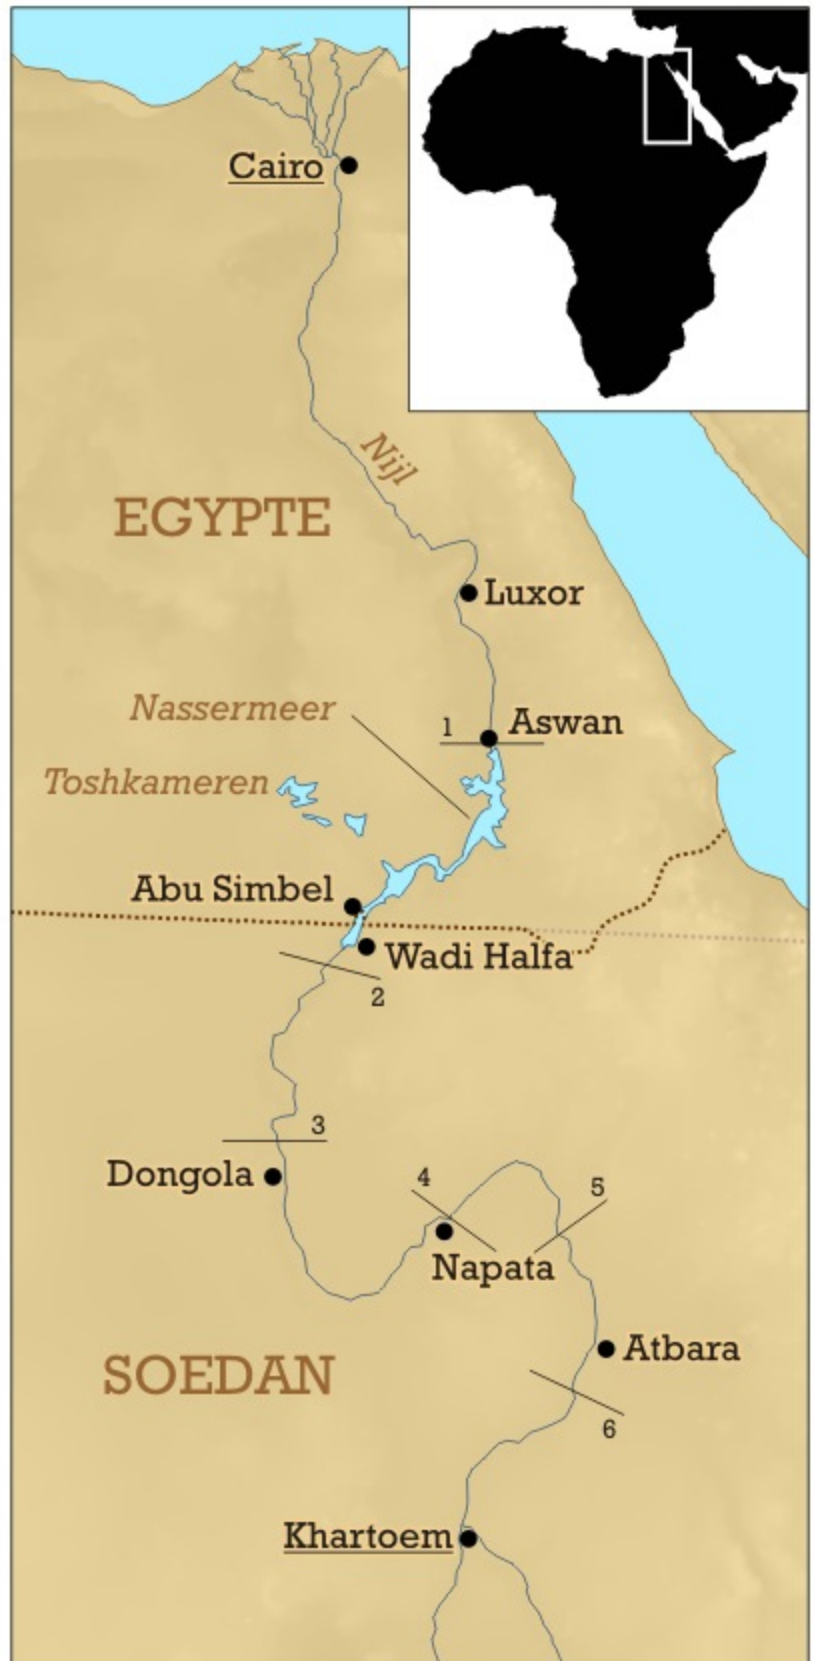 Cairo
Nijl
EGYPTE
Luxor
Nassermeer
1
Aswan
Toshkameren
Abu Simbel
Wadi Halfa
2
3
Dongola
4
5
Napata
Atbara
SOEDAN
6
Khartoem